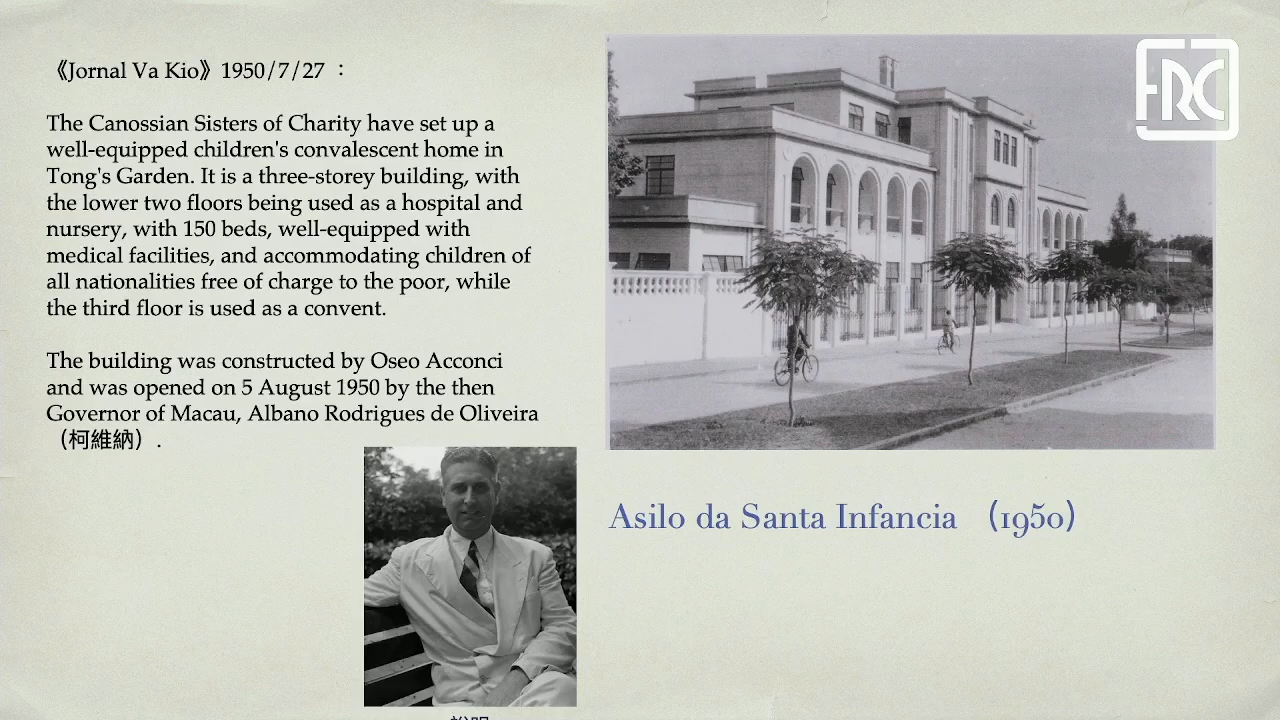 《Jornal Va Kio》1950/7/27 ：
The Canossian Sisters of Charity have set up a
well-equipped children's convalescent home in
Tong's Garden. It is a three-storey building, with
the lower two floors being used as a hospital and
nursery, with 150 beds, well-equipped with
medical facilities, and accommodating children of
all nationalities free of charge to the poor, while
the third floor is used as a convent.
The building was constructed by Oseo Acconci
and was opened on 5 August 1950 by the then
Governor of Macau, Albano Rodrigues de Oliveira
（柯維納）.
ERC
Asilo da Santa Infancia （1950）